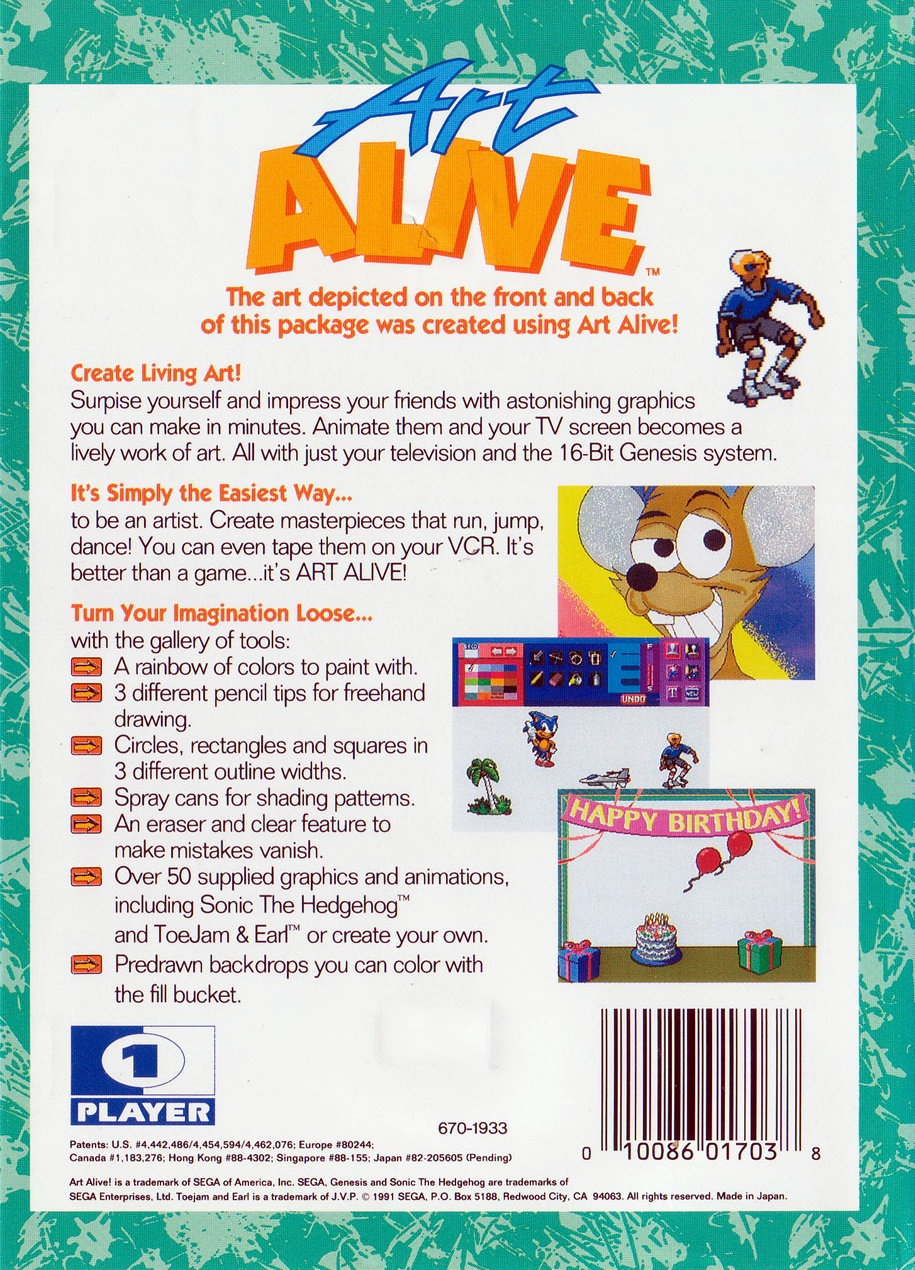 Art
ALIVE™
The art depicted on the front and back
of this package was created using Art Alive!
Create Living Art!
Surpise yourself and impress your friends with astonishing graphics
you can make in minutes. Animate them and your TV screen becomes a
lively work of art. All with just your television and the 16-Bit Genesis system.
It's Simply the Easiest Way...
to be an artist. Create masterpieces that run, jump,
dance! You can even tape them on your VCR. It's
better than a game...it's ART ALIVE!
Turn Your Imagination Loose...
with the gallery of tools:
A rainbow of colors to paint with.
3 different pencil tips for freehand
drawing.
Circles, rectangles and squares in
3 different outline widths.
Spray cans for shading patterns.
An eraser and clear feature to
make mistakes vanish.
Over 50 supplied graphics and animations,
including Sonic The Hedgehog™
and ToeJam & Earl™ or create your own.
Predrawn backdrops you can color with
the fill bucket.
UNDO
T NEW
HAPPY BIRTHDAY!
1
PLAYER
670-1933
0 10086 01703 8
Patents: U.S. #4,442,486/4,454,594/4,462,076; Europe #80244;
Canada #1,183,276; Hong Kong #88-4302; Singapore #88-155; Japan #82-205605 (Pending)
Art Alive! is a trademark of SEGA of America, Inc. SEGA, Genesis and Sonic The Hedgehog are trademarks of
SEGA Enterprises, Ltd. Toejam and Earl is a trademark of J.V.P. © 1991 SEGA, P.O. Box 5188, Redwood City, CA 94063. All rights reserved. Made in Japan.